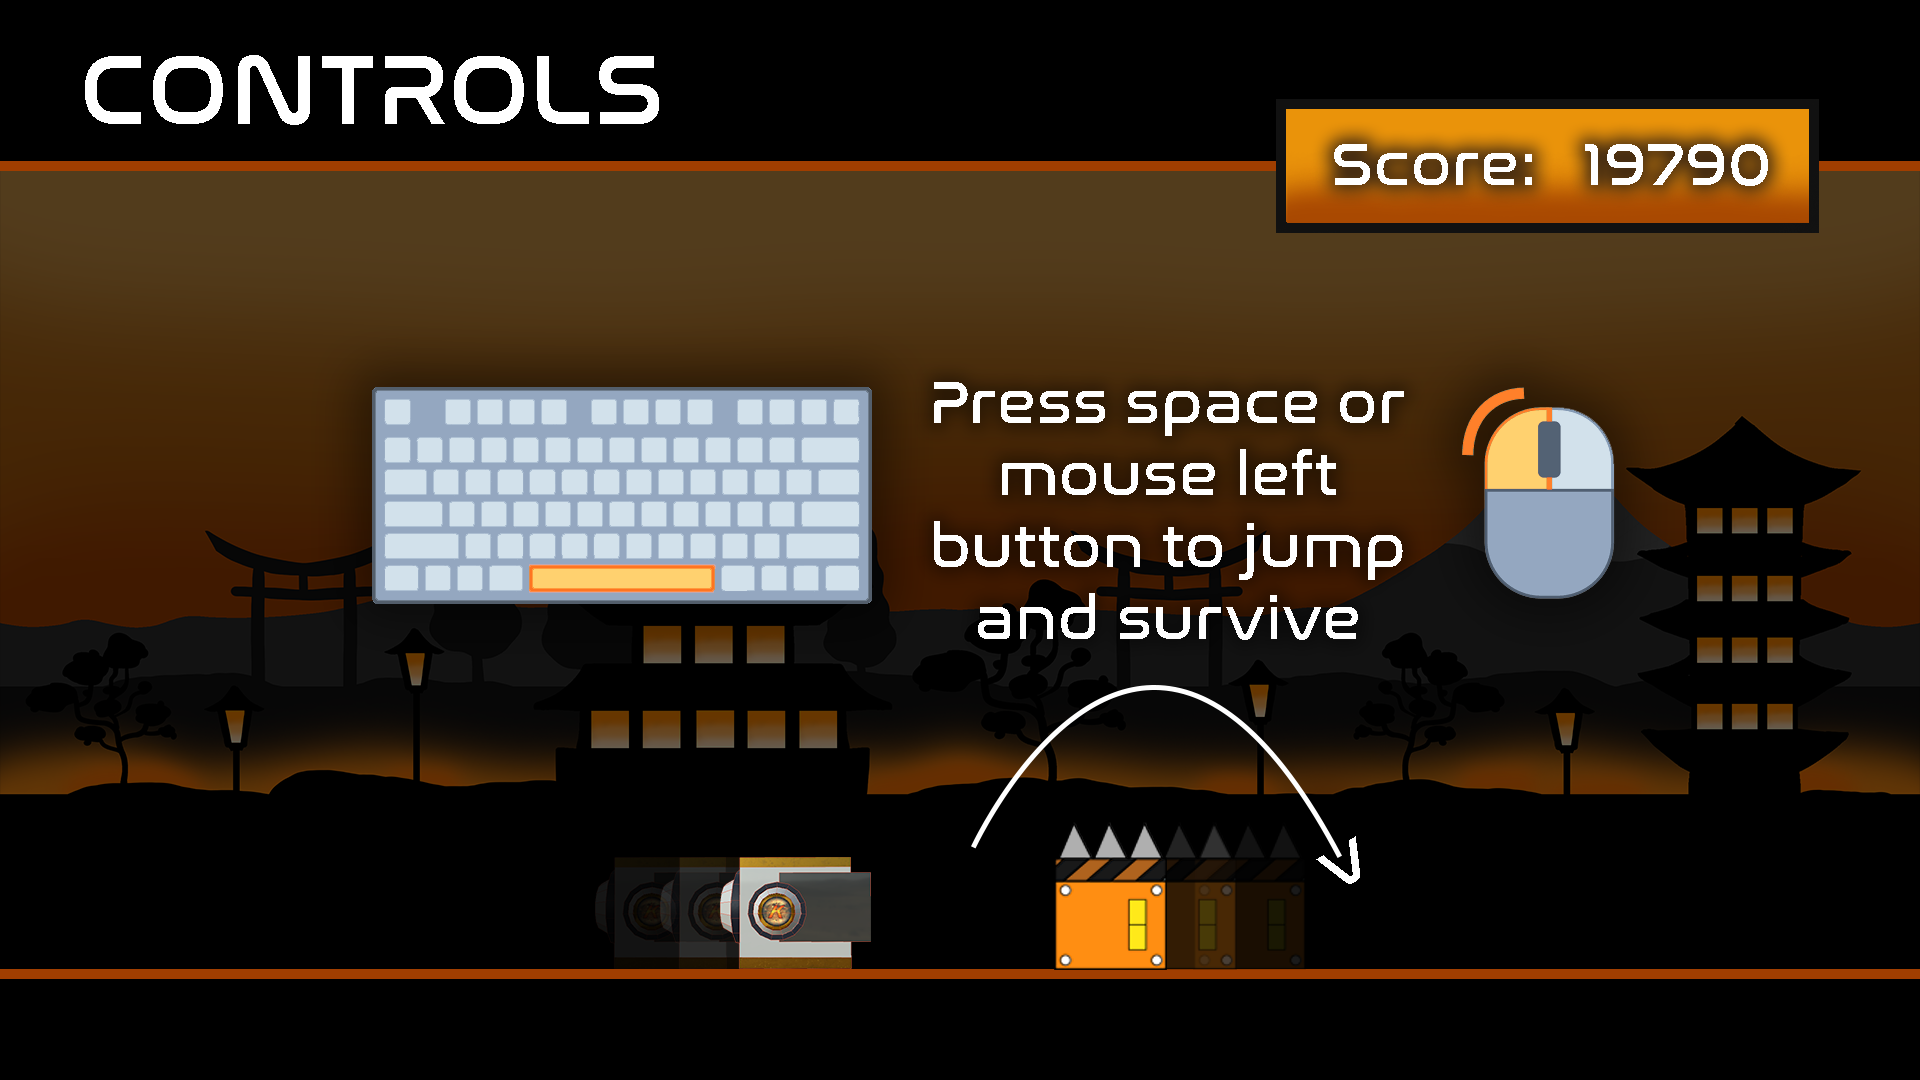 CONTROLS
Score: 19790
Press space or
mouse left
button to jump
and survive